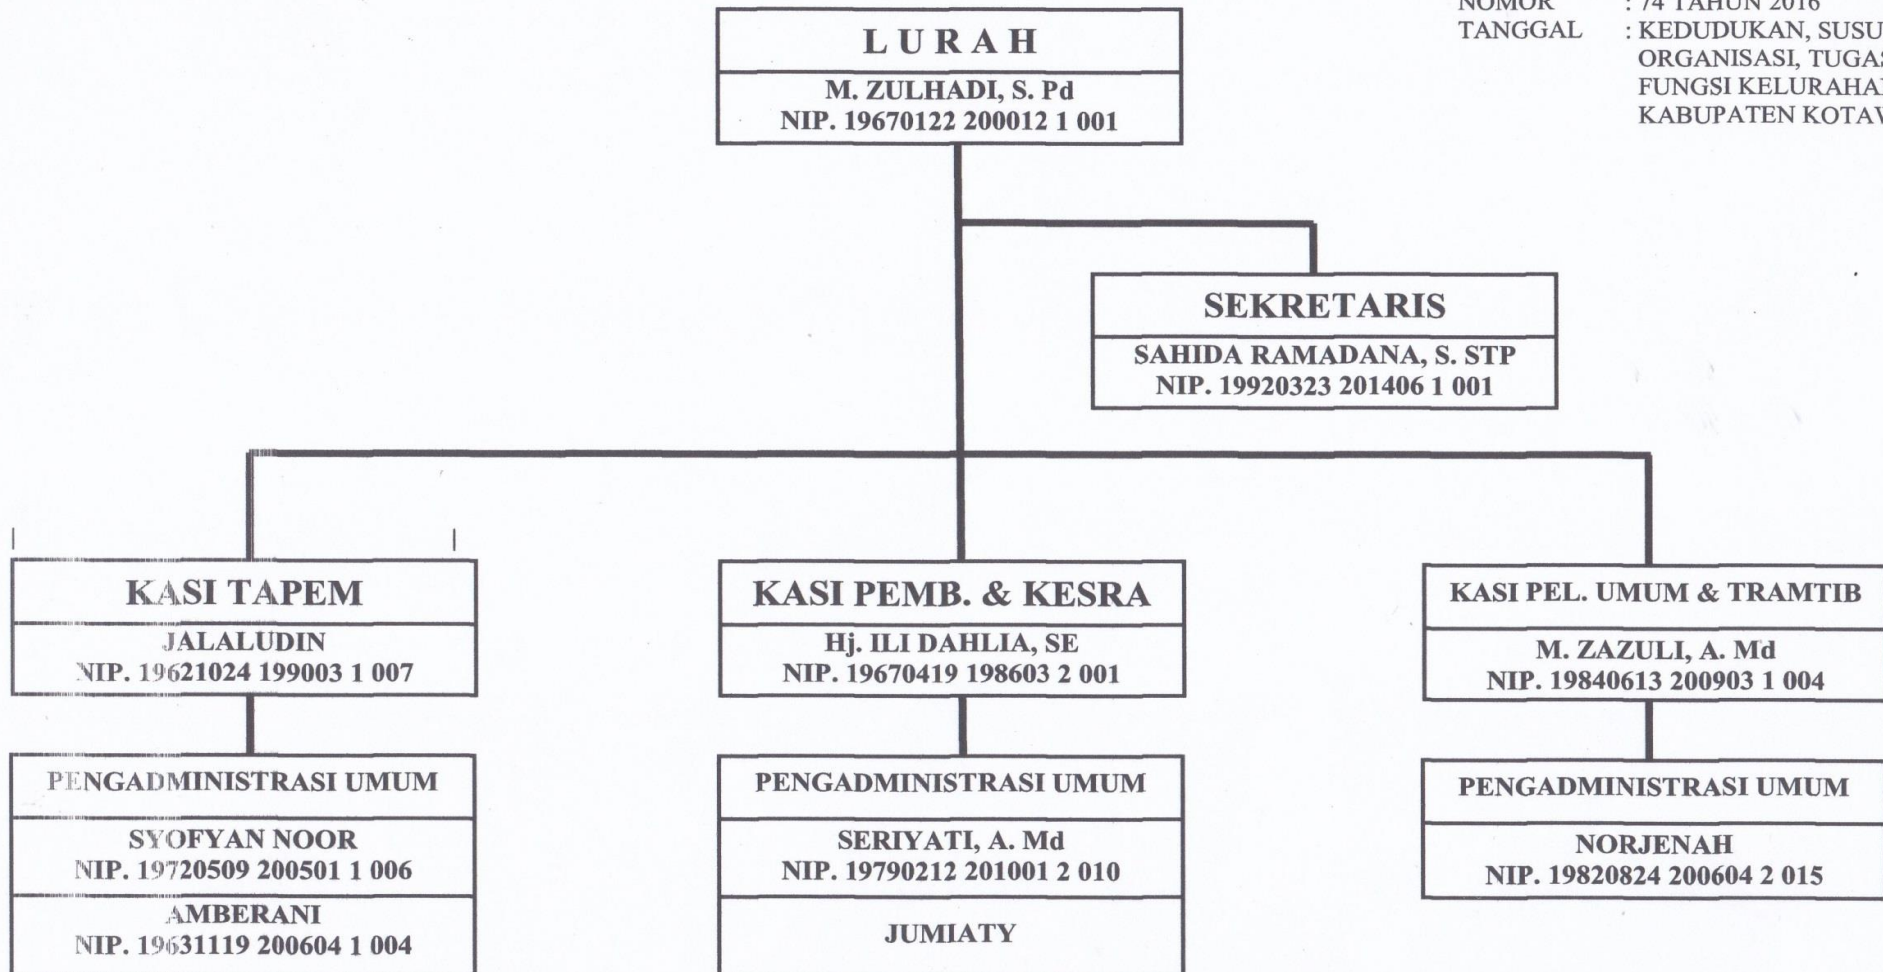 NOMOR : 74 TAHUN 2016
TANGGAL : KEDUDUKAN,
ORGANISASI,
FUNGSI
KABUPATEN
L U R A H
M. ZULHADI, S. Pd
NIP. 19670122 200012 1 001
SEKRETARIS
SAHIDA RAMADANA, S. STP
NIP. 19920323 201406 1 001
KASI TAPEM
JALALUDIN
NIP. 19621024 199003 1 007
KASI PEMB. & KESRA
Hj. ILI DAHLIA, SE
NIP. 19670419 198603 2 001
KASI PEL. UMUM & TRAMTIB
M. ZAZULI, A. Md
NIP. 19840613 200903 1 004
PENGADMINISTRASI UMUM
SYOFYAN NOOR
NIP. 19720509 200501 1 006
AMBERANI
NIP. 19631119 200604 1 004
PENGADMINISTRASI UMUM
SERIYATI, A. Md
NIP. 19790212 201001 2 010
JUMIATY
PENGADMINISTRASI UMUM
NORJENAH
NIP. 19820824 200604 2 015